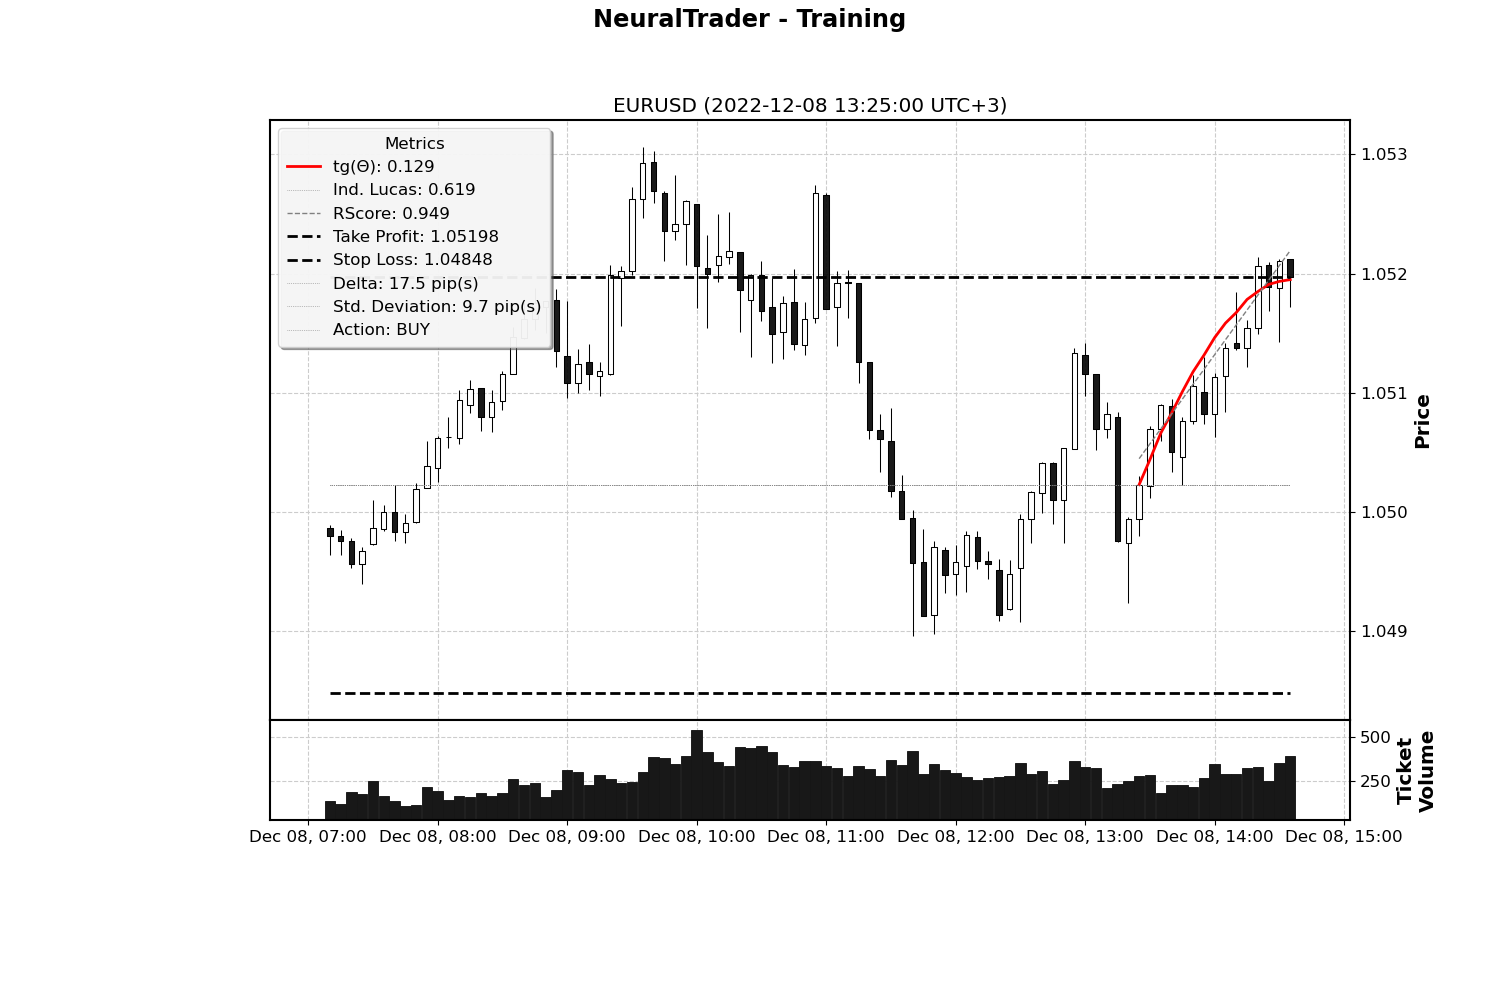 NeuralTrader - Training
EURUSD (2022-12-08 13:25:00 UTC+3)
Metrics
tg(Θ): 0.129
Ind. Lucas: 0.619
RScore: 0.949
Take Profit: 1.05198
Stop Loss: 1.04848
Delta: 17.5 pip(s)
Std. Deviation: 9.7 pip(s)
Action: BUY
1.053
1.052
1.051
1.050
1.049
Price
500
250
Ticket
Volume
Dec 08, 07:00 Dec 08, 08:00 Dec 08, 09:00 Dec 08, 10:00 Dec 08, 11:00 Dec 08, 12:00 Dec 08, 13:00 Dec 08, 14:00 Dec 08, 15:00